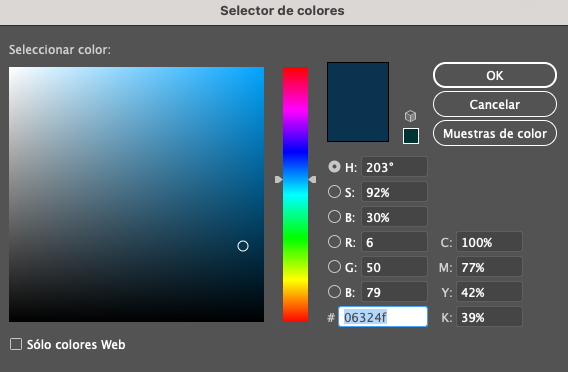 Selector de colores
Seleccionar color:
OK
Cancelar
Muestras de color
H: 203°
S: 92%
B: 30%
R: 6 C: 100%
G: 50 M: 77%
B: 79 Y: 42%
# 06324f K: 39%
Sólo colores Web